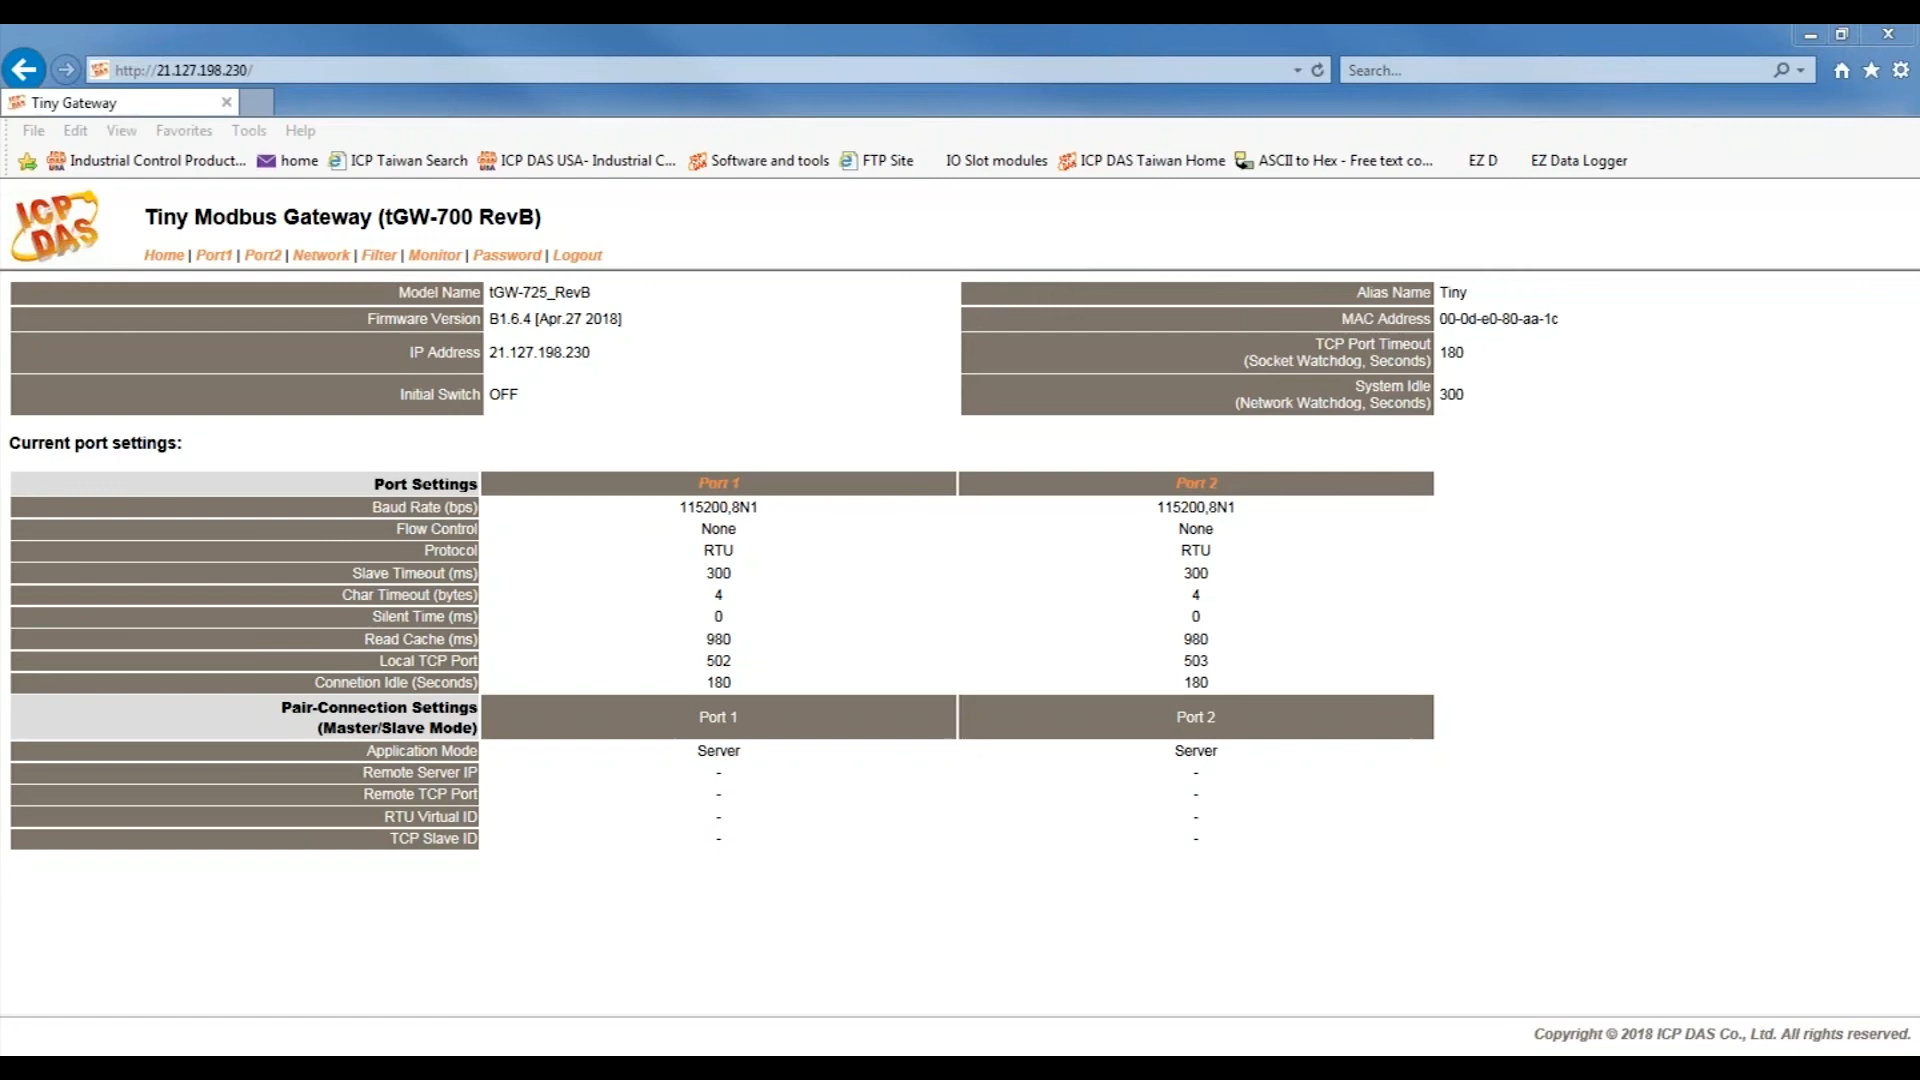 http://21.127.198.230/
Search...
Tiny Gateway
File Edit View Favorites Tools Help
Industrial Control Product... home ICP Taiwan Search ICP DAS USA- Industrial C... Software and tools FTP Site IO Slot modules ICP DAS Taiwan Home ASCII to Hex - Free text co... EZ D EZ Data Logger
ICP DAS
Tiny Modbus Gateway (tGW-700 RevB)
Home | Port1 | Port2 | Network | Filter | Monitor | Password | Logout
Model Name tGW-725_RevB Alias Name Tiny
Firmware Version B1.6.4 [Apr.27 2018] MAC Address 00-0d-e0-80-aa-1c
IP Address 21.127.198.230 TCP Port Timeout
(Socket Watchdog, Seconds) 180
Initial Switch OFF System Idle
(Network Watchdog, Seconds) 300
Current port settings:
Port Settings Port 1 Port 2
Baud Rate (bps) 115200,8N1 115200,8N1
Flow Control None None
Protocol RTU RTU
Slave Timeout (ms) 300 300
Char Timeout (bytes) 4 4
Silent Time (ms) 0 0
Read Cache (ms) 980 980
Local TCP Port 502 503
Connetion Idle (Seconds) 180 180
Pair-Connection Settings
(Master/Slave Mode) Port 1 Port 2
Application Mode Server Server
Remote Server IP - -
Remote TCP Port - -
RTU Virtual ID - -
TCP Slave ID - -
Copyright © 2018 ICP DAS Co., Ltd. All rights reserved.